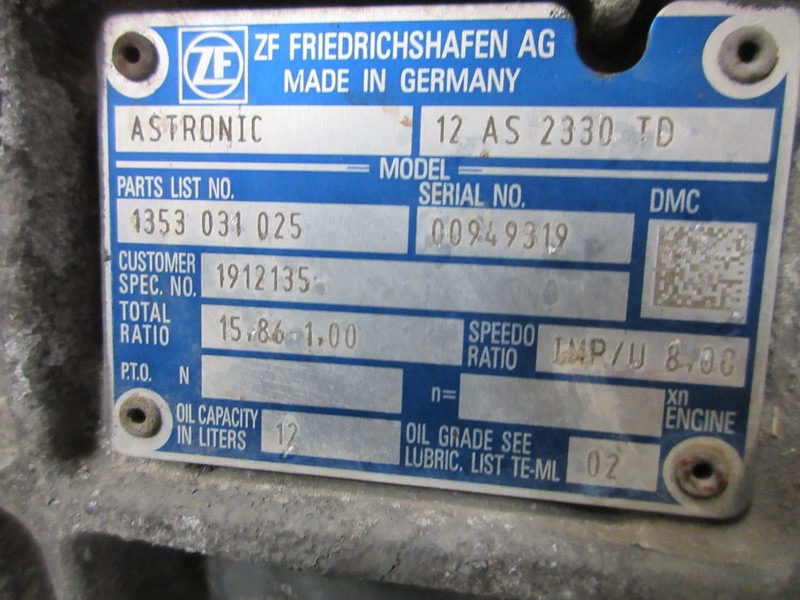 ZF ZF FRIEDRICHSHAFEN AG
MADE IN GERMANY
ASTRONIC 12 AS 2330 TD
MODEL
PARTS LIST NO. SERIAL NO. DMC
1353 031 025 00949319
CUSTOMER SPEC. NO. 1912135
TOTAL RATIO 15,86-1,00 SPEEDO RATIO IMP/U 8,00
P.T.O. N n= xn ENGINE
OIL CAPACITY IN LITERS 12 OIL GRADE SEE LUBRIC. LIST TE-ML 02